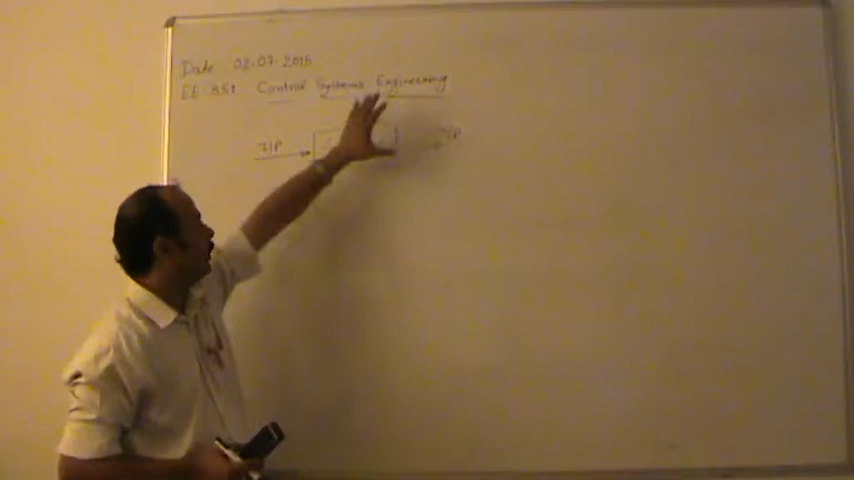 Date 02.07.2015
EE 351 Control Systems Engineering
I/P